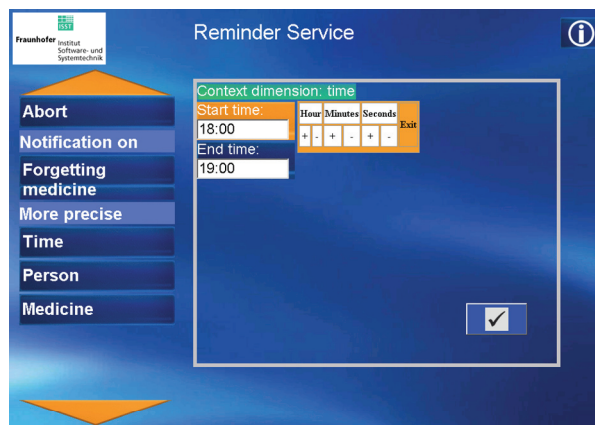 ISST
Fraunhofer Institut
Software- und
Systemtechnik
Reminder Service
i
Abort
Notification on
Forgetting
medicine
More precise
Time
Person
Medicine
Context dimension: time
Start time:
18:00
Hour Minutes Seconds Exit
+ - + - + -
End time:
19:00